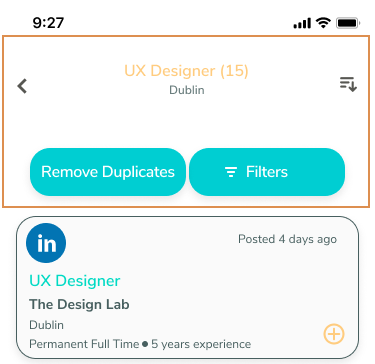 9:27
UX Designer (15)
Dublin
Remove Duplicates
Filters
in
Posted 4 days ago
UX Designer
The Design Lab
Dublin
Permanent Full Time ● 5 years experience